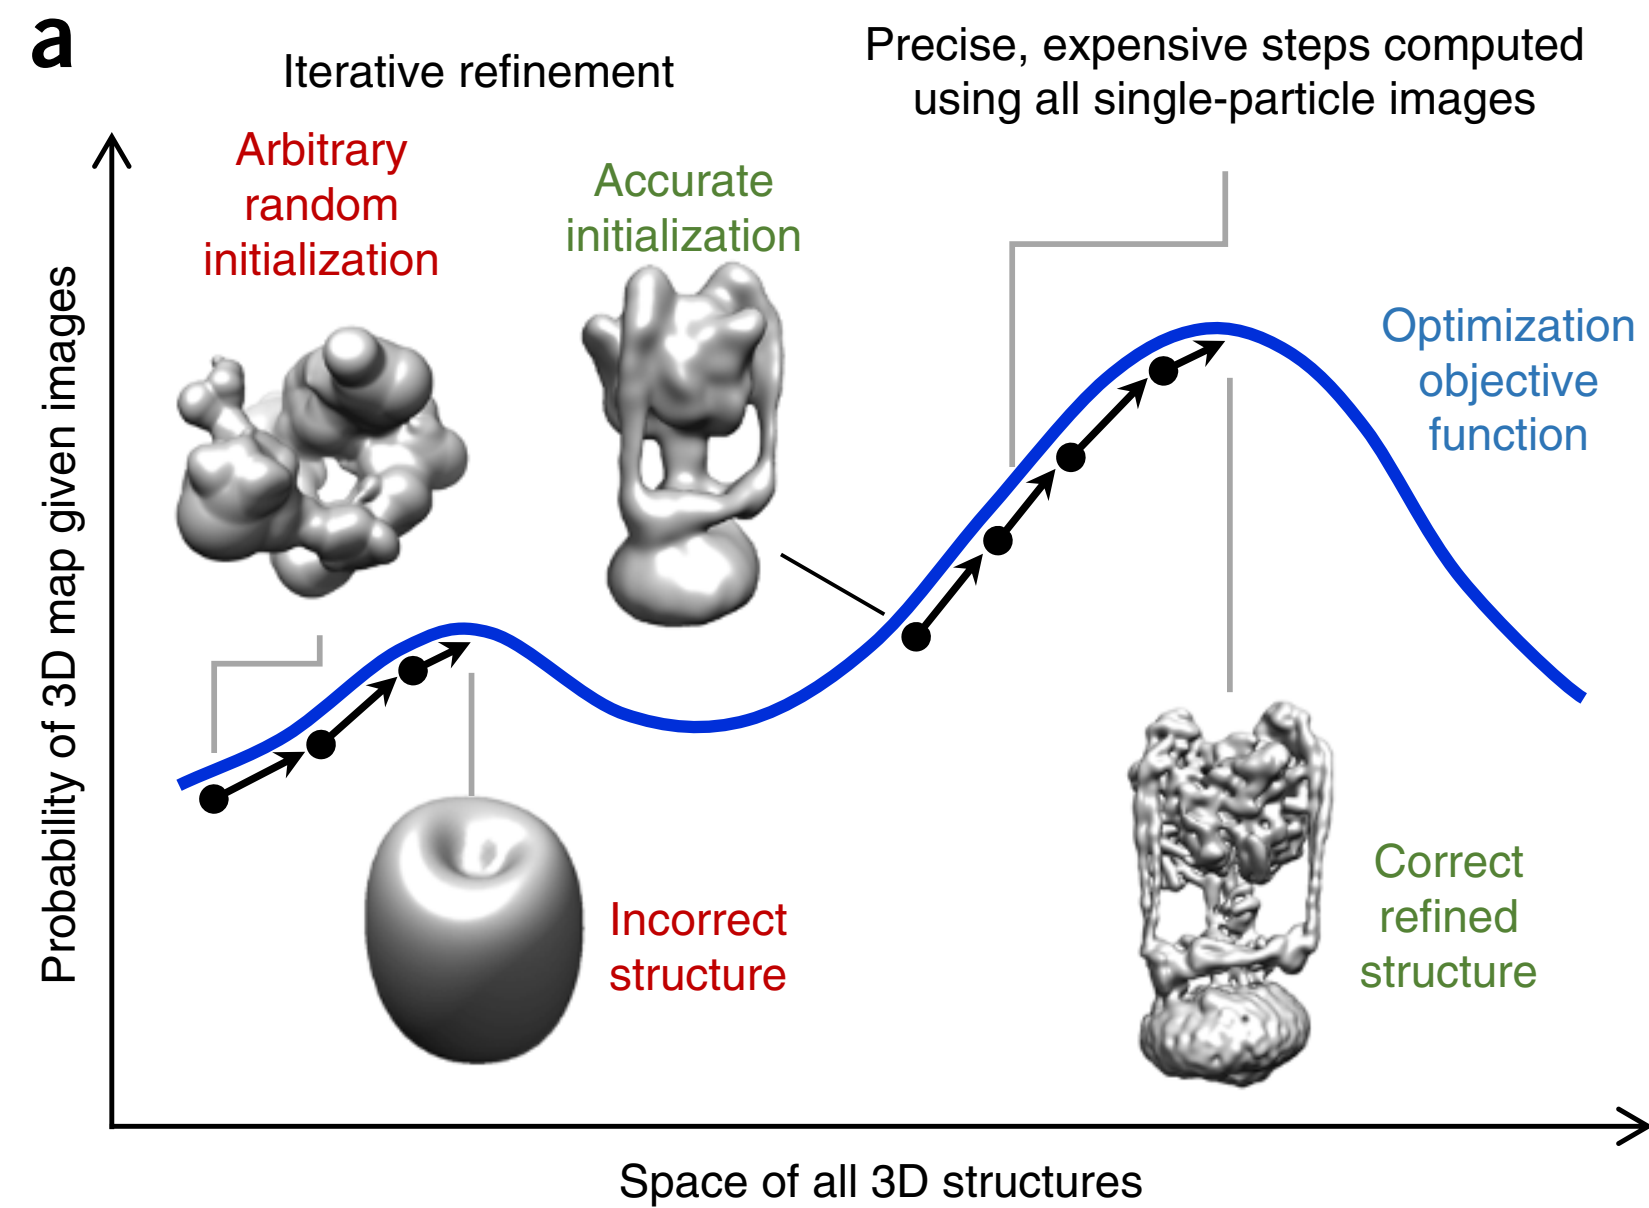 a
Iterative refinement
Precise, expensive steps computed
using all single-particle images
Arbitrary
random
initialization
Accurate
initialization
Optimization
objective
function
Probability of 3D map given images
Incorrect
structure
Correct
refined
structure
Space of all 3D structures